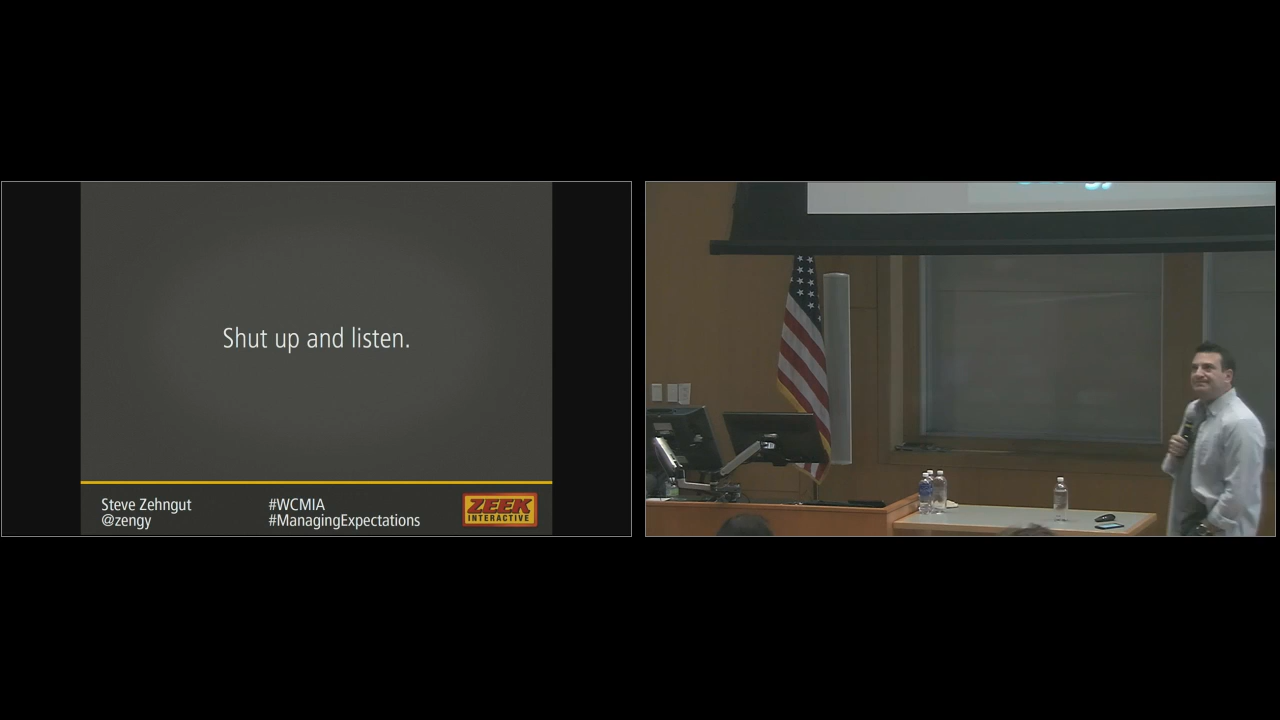 Shut up and listen.
Steve Zehngut
@zengy
#WCMIA
#ManagingExpectations
ZEEK
INTERACTIVE